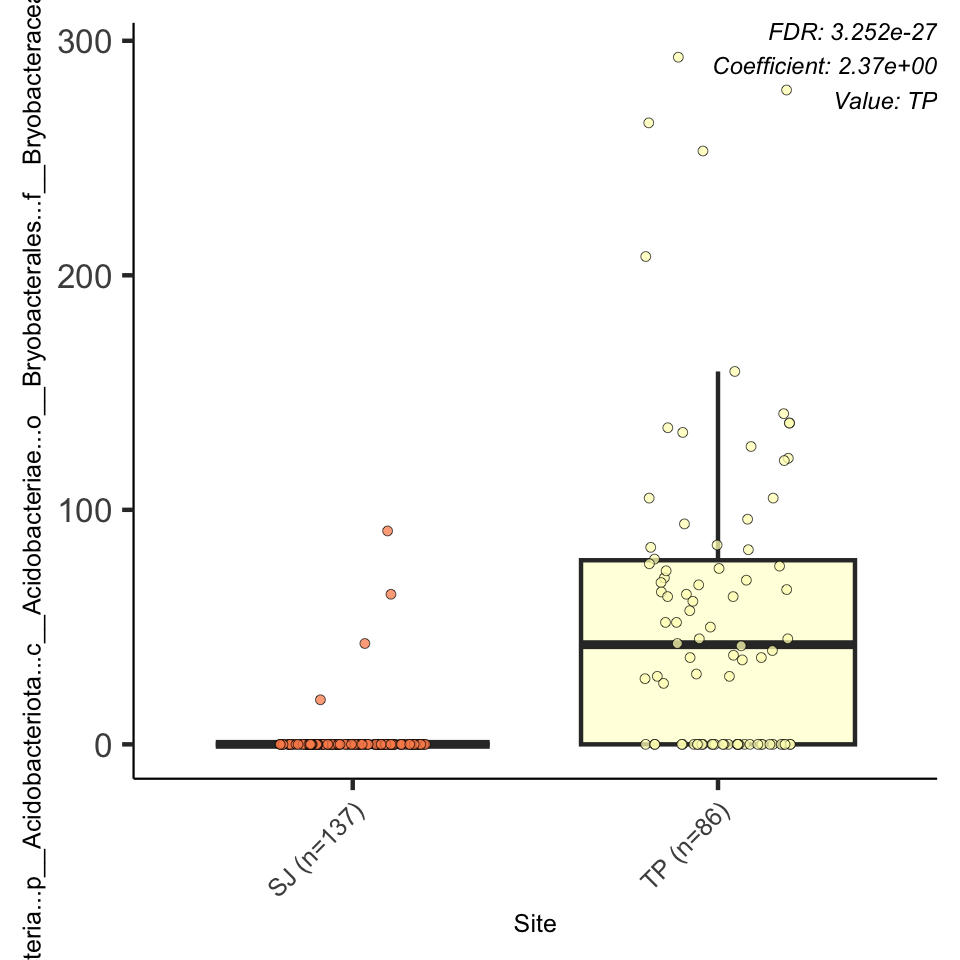 FDR: 3.252e-27
Coefficient: 2.37e+00
Value: TP
300
200
100
0
teria...p__Acidobacteriota...c__Acidobacteriae...o__Bryobacterales...f__Bryobacteracea
SJ (n=137)
TP (n=86)
Site